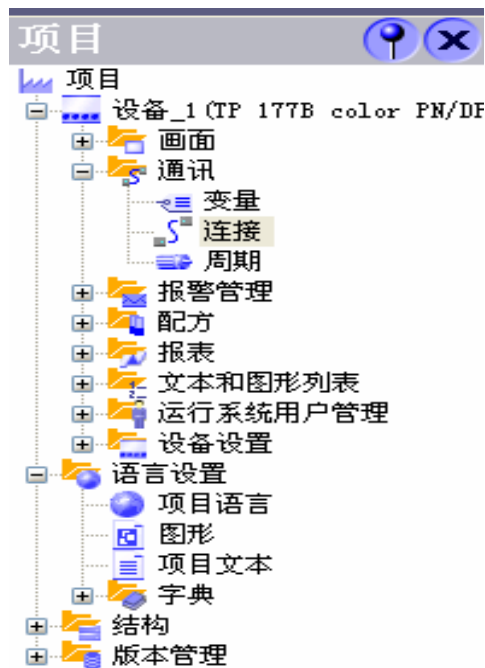 项目
项目
设备_1(TP 177B color PN/DP
画面
通讯
变量
连接
周期
报警管理
配方
报表
文本和图形列表
运行系统用户管理
设备设置
语言设置
项目语言
图形
项目文本
字典
结构
版本管理